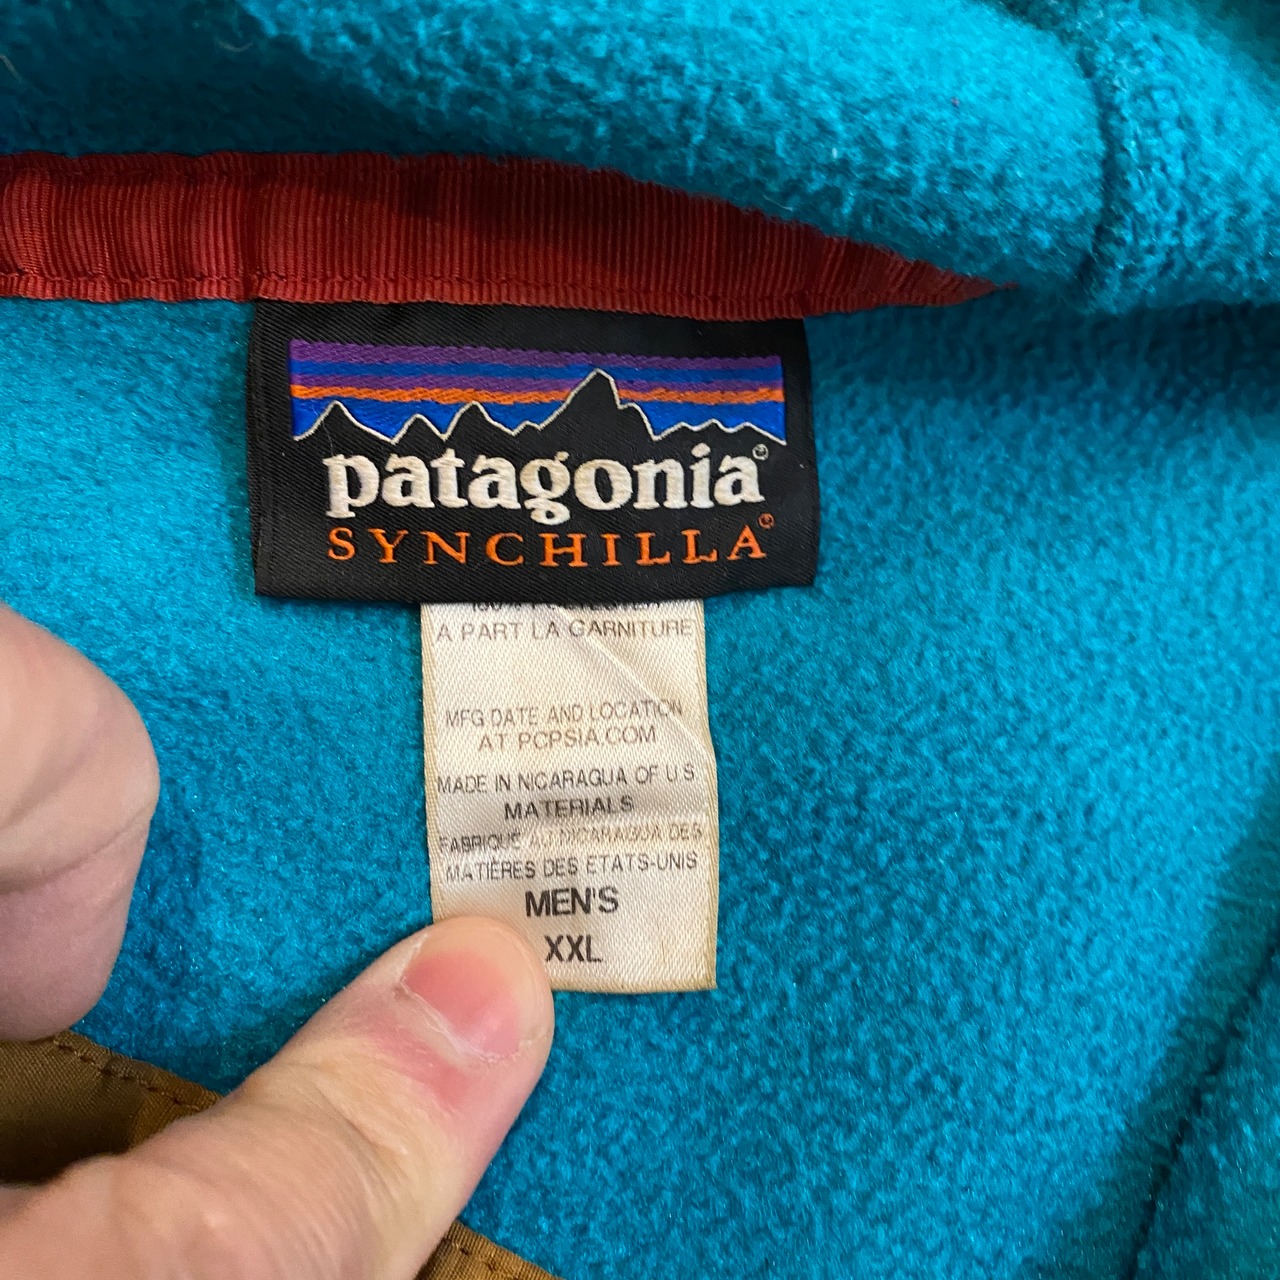 patagonia®
SYNCHILLA®
A PART LA GARNITURE
MFG DATE AND LOCATION
AT PCPSIA.COM
MADE IN NICARAGUA OF U.S.
MATERIALS
FABRIQUE AU NICARAGUA DES
MATIÈRES DES ETATS-UNIS
MEN'S
XXL